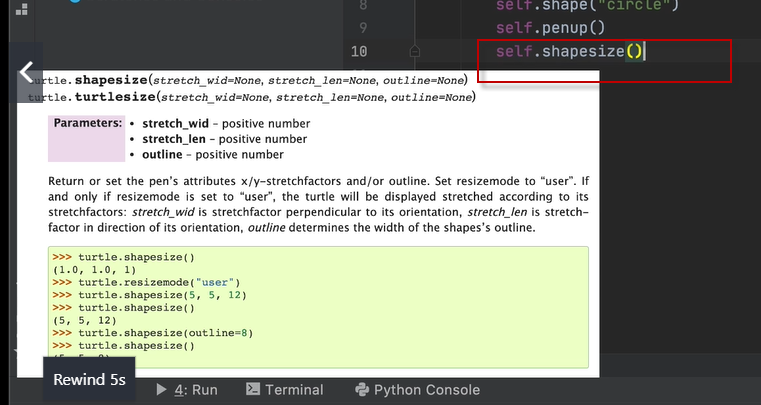 8 self.shape("circle")
9 self.penup()
10 self.shapesize()
turtle.shapesize(stretch_wid=None, stretch_len=None, outline=None)
turtle.turtlesize(stretch_wid=None, stretch_len=None, outline=None)
Parameters: • stretch_wid – positive number
• stretch_len – positive number
• outline – positive number
Return or set the pen’s attributes x/y-stretchfactors and/or outline. Set resizemode to “user”. If
and only if resizemode is set to “user”, the turtle will be displayed stretched according to its
stretchfactors: stretch_wid is stretchfactor perpendicular to its orientation, stretch_len is stretch-
factor in direction of its orientation, outline determines the width of the shapes’s outline.
>>> turtle.shapesize()
(1.0, 1.0, 1)
>>> turtle.resizemode("user")
>>> turtle.shapesize(5, 5, 12)
>>> turtle.shapesize()
(5, 5, 12)
>>> turtle.shapesize(outline=8)
>>> turtle.shapesize()
Rewind 5s
4: Run Terminal Python Console